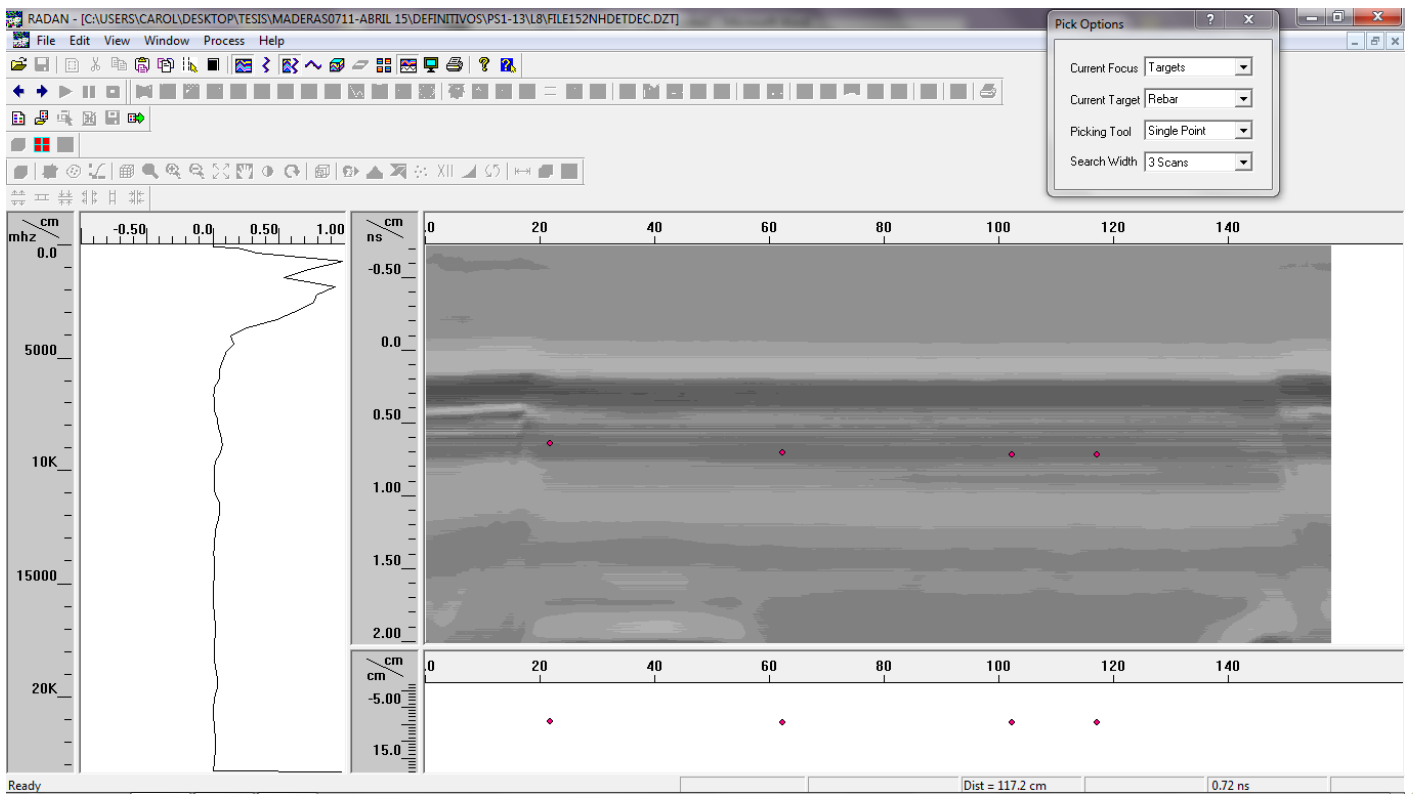 RADAN - [C:\USERS\CAROL\DESKTOP\TESIS\MADERAS0711-ABRIL 15\DEFINITIVOS\PS1-13\L8\FILE152NHDETDEC.DZT]
File Edit View Window Process Help
Pick Options
Current Focus Targets
Current Target Rebar
Picking Tool Single Point
Search Width 3 Scans
XII
cm
mhz
-0.50 0.0 0.50 1.00
0.0
5000
10K
15000
20K
cm
ns
.0 20 40 60 80 100 120 140
-0.50
0.0
0.50
1.00
1.50
2.00
cm
cm
.0 20 40 60 80 100 120 140
-5.00
15.0
Ready Dist = 117.2 cm 0.72 ns